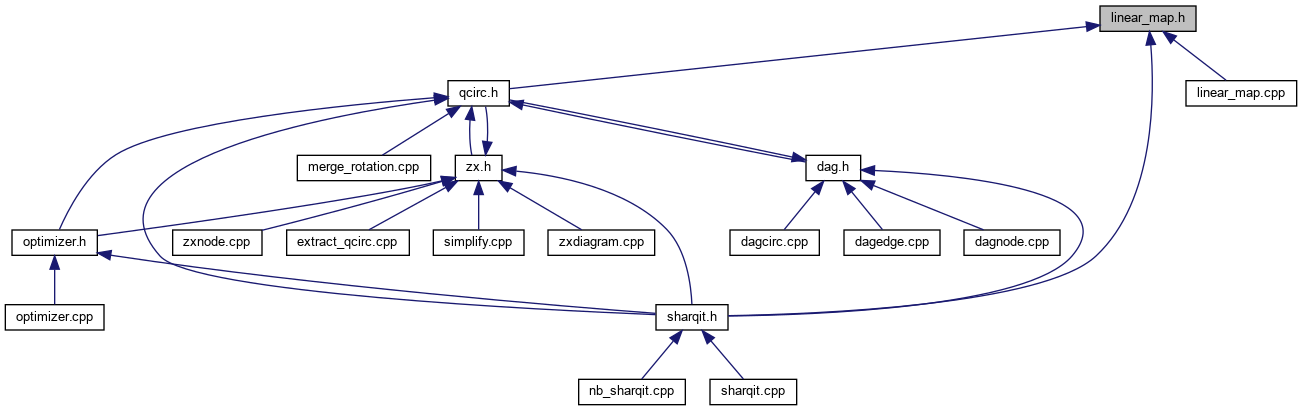 linear_map.h
qcirc.h
linear_map.cpp
merge_rotation.cpp
zx.h
dag.h
optimizer.h
zxnode.cpp
extract_qcirc.cpp
simplify.cpp
zxdiagram.cpp
dagcirc.cpp
dagedge.cpp
dagnode.cpp
optimizer.cpp
sharqit.h
nb_sharqit.cpp
sharqit.cpp